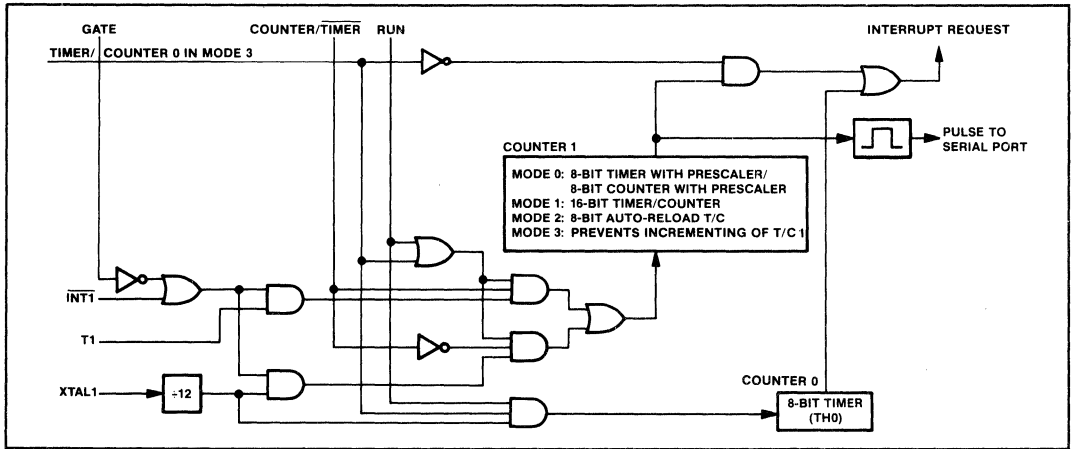 GATE
COUNTER/TIMER
RUN
INTERRUPT REQUEST
TIMER/ COUNTER 0 IN MODE 3
PULSE TO
SERIAL PORT
COUNTER 1
MODE 0: 8-BIT TIMER WITH PRESCALER/
8-BIT COUNTER WITH PRESCALER
MODE 1: 16-BIT TIMER/COUNTER
MODE 2: 8-BIT AUTO-RELOAD T/C
MODE 3: PREVENTS INCREMENTING OF T/C 1
INT1
T1
XTAL1
÷12
COUNTER 0
8-BIT TIMER
(TH0)